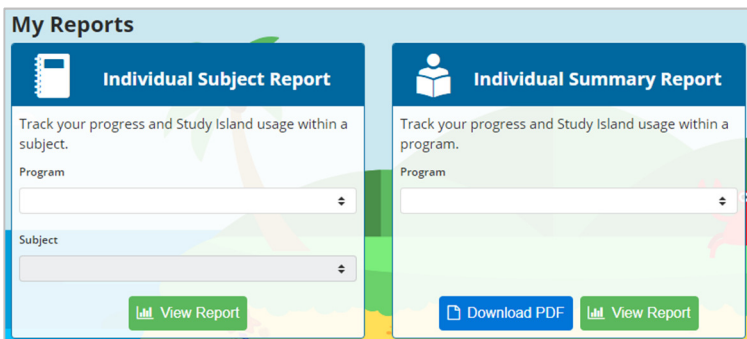 My Reports
Individual Subject Report
Track your progress and Study Island usage within a
subject.
Program
Subject
View Report
Individual Summary Report
Track your progress and Study Island usage within a
program.
Program
Download PDF
View Report